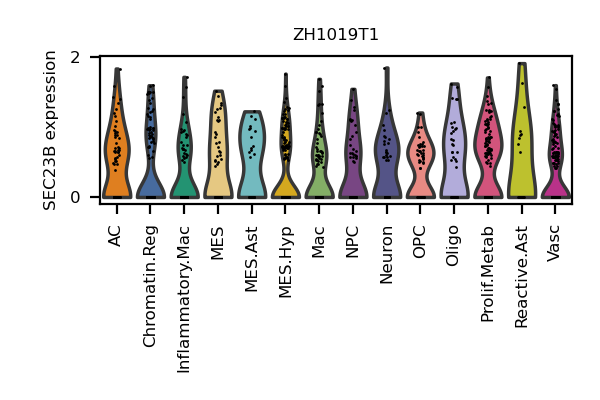 ZH1019T1
SEC23B expression
2
0
AC
Chromatin.Reg
Inflammatory.Mac
MES
MES.Ast
MES.Hyp
Mac
NPC
Neuron
OPC
Oligo
Prolif.Metab
Reactive.Ast
Vasc